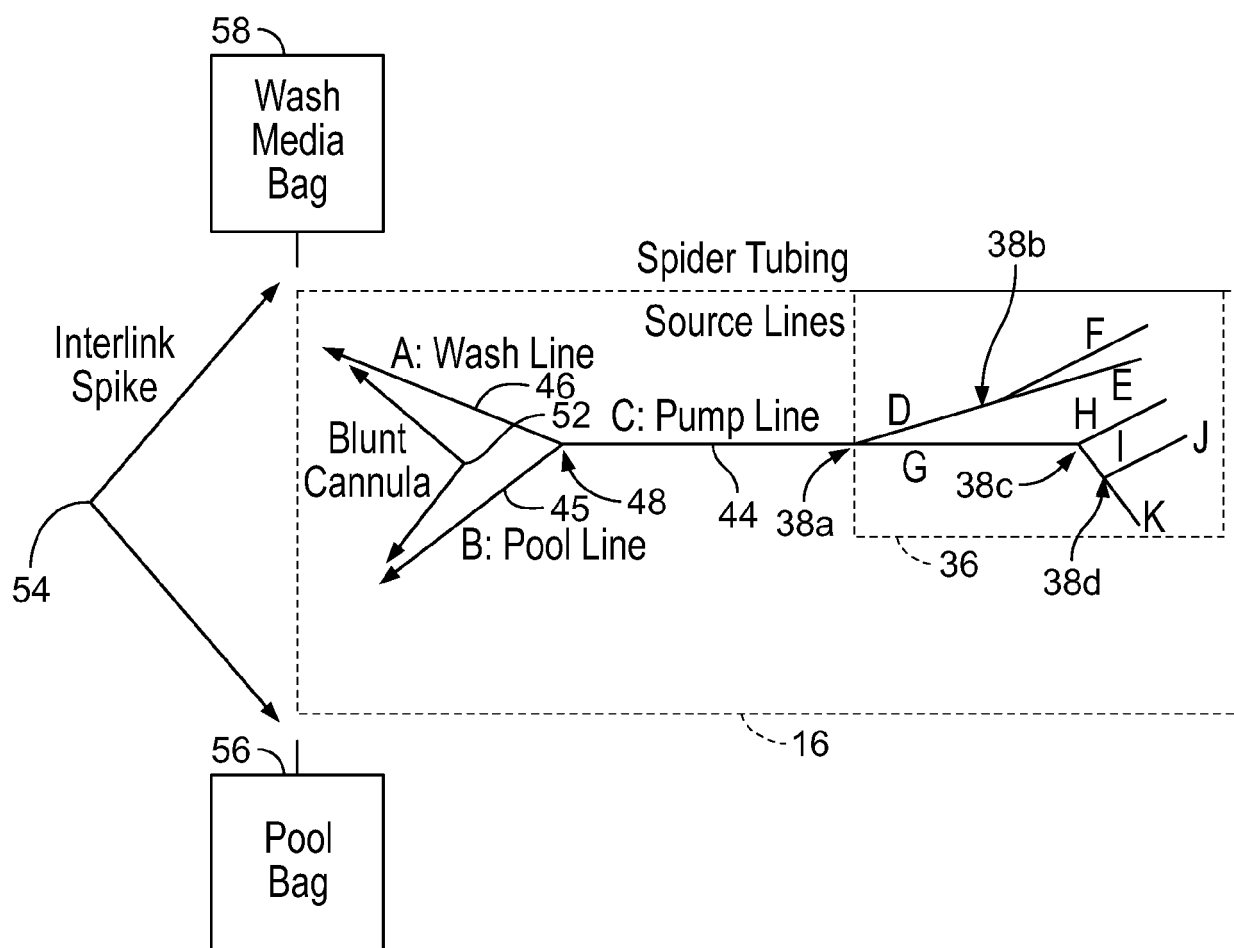 58
Wash
Media
Bag
38b
Spider Tubing
Source Lines
Interlink
Spike
F
A: Wash Line
E
46
52
D
H
C: Pump Line
J
I
Blunt
Cannula
G
38c
45
48
44
38a
K
B: Pool Line
36
38d
54
16
56
Pool
Bag